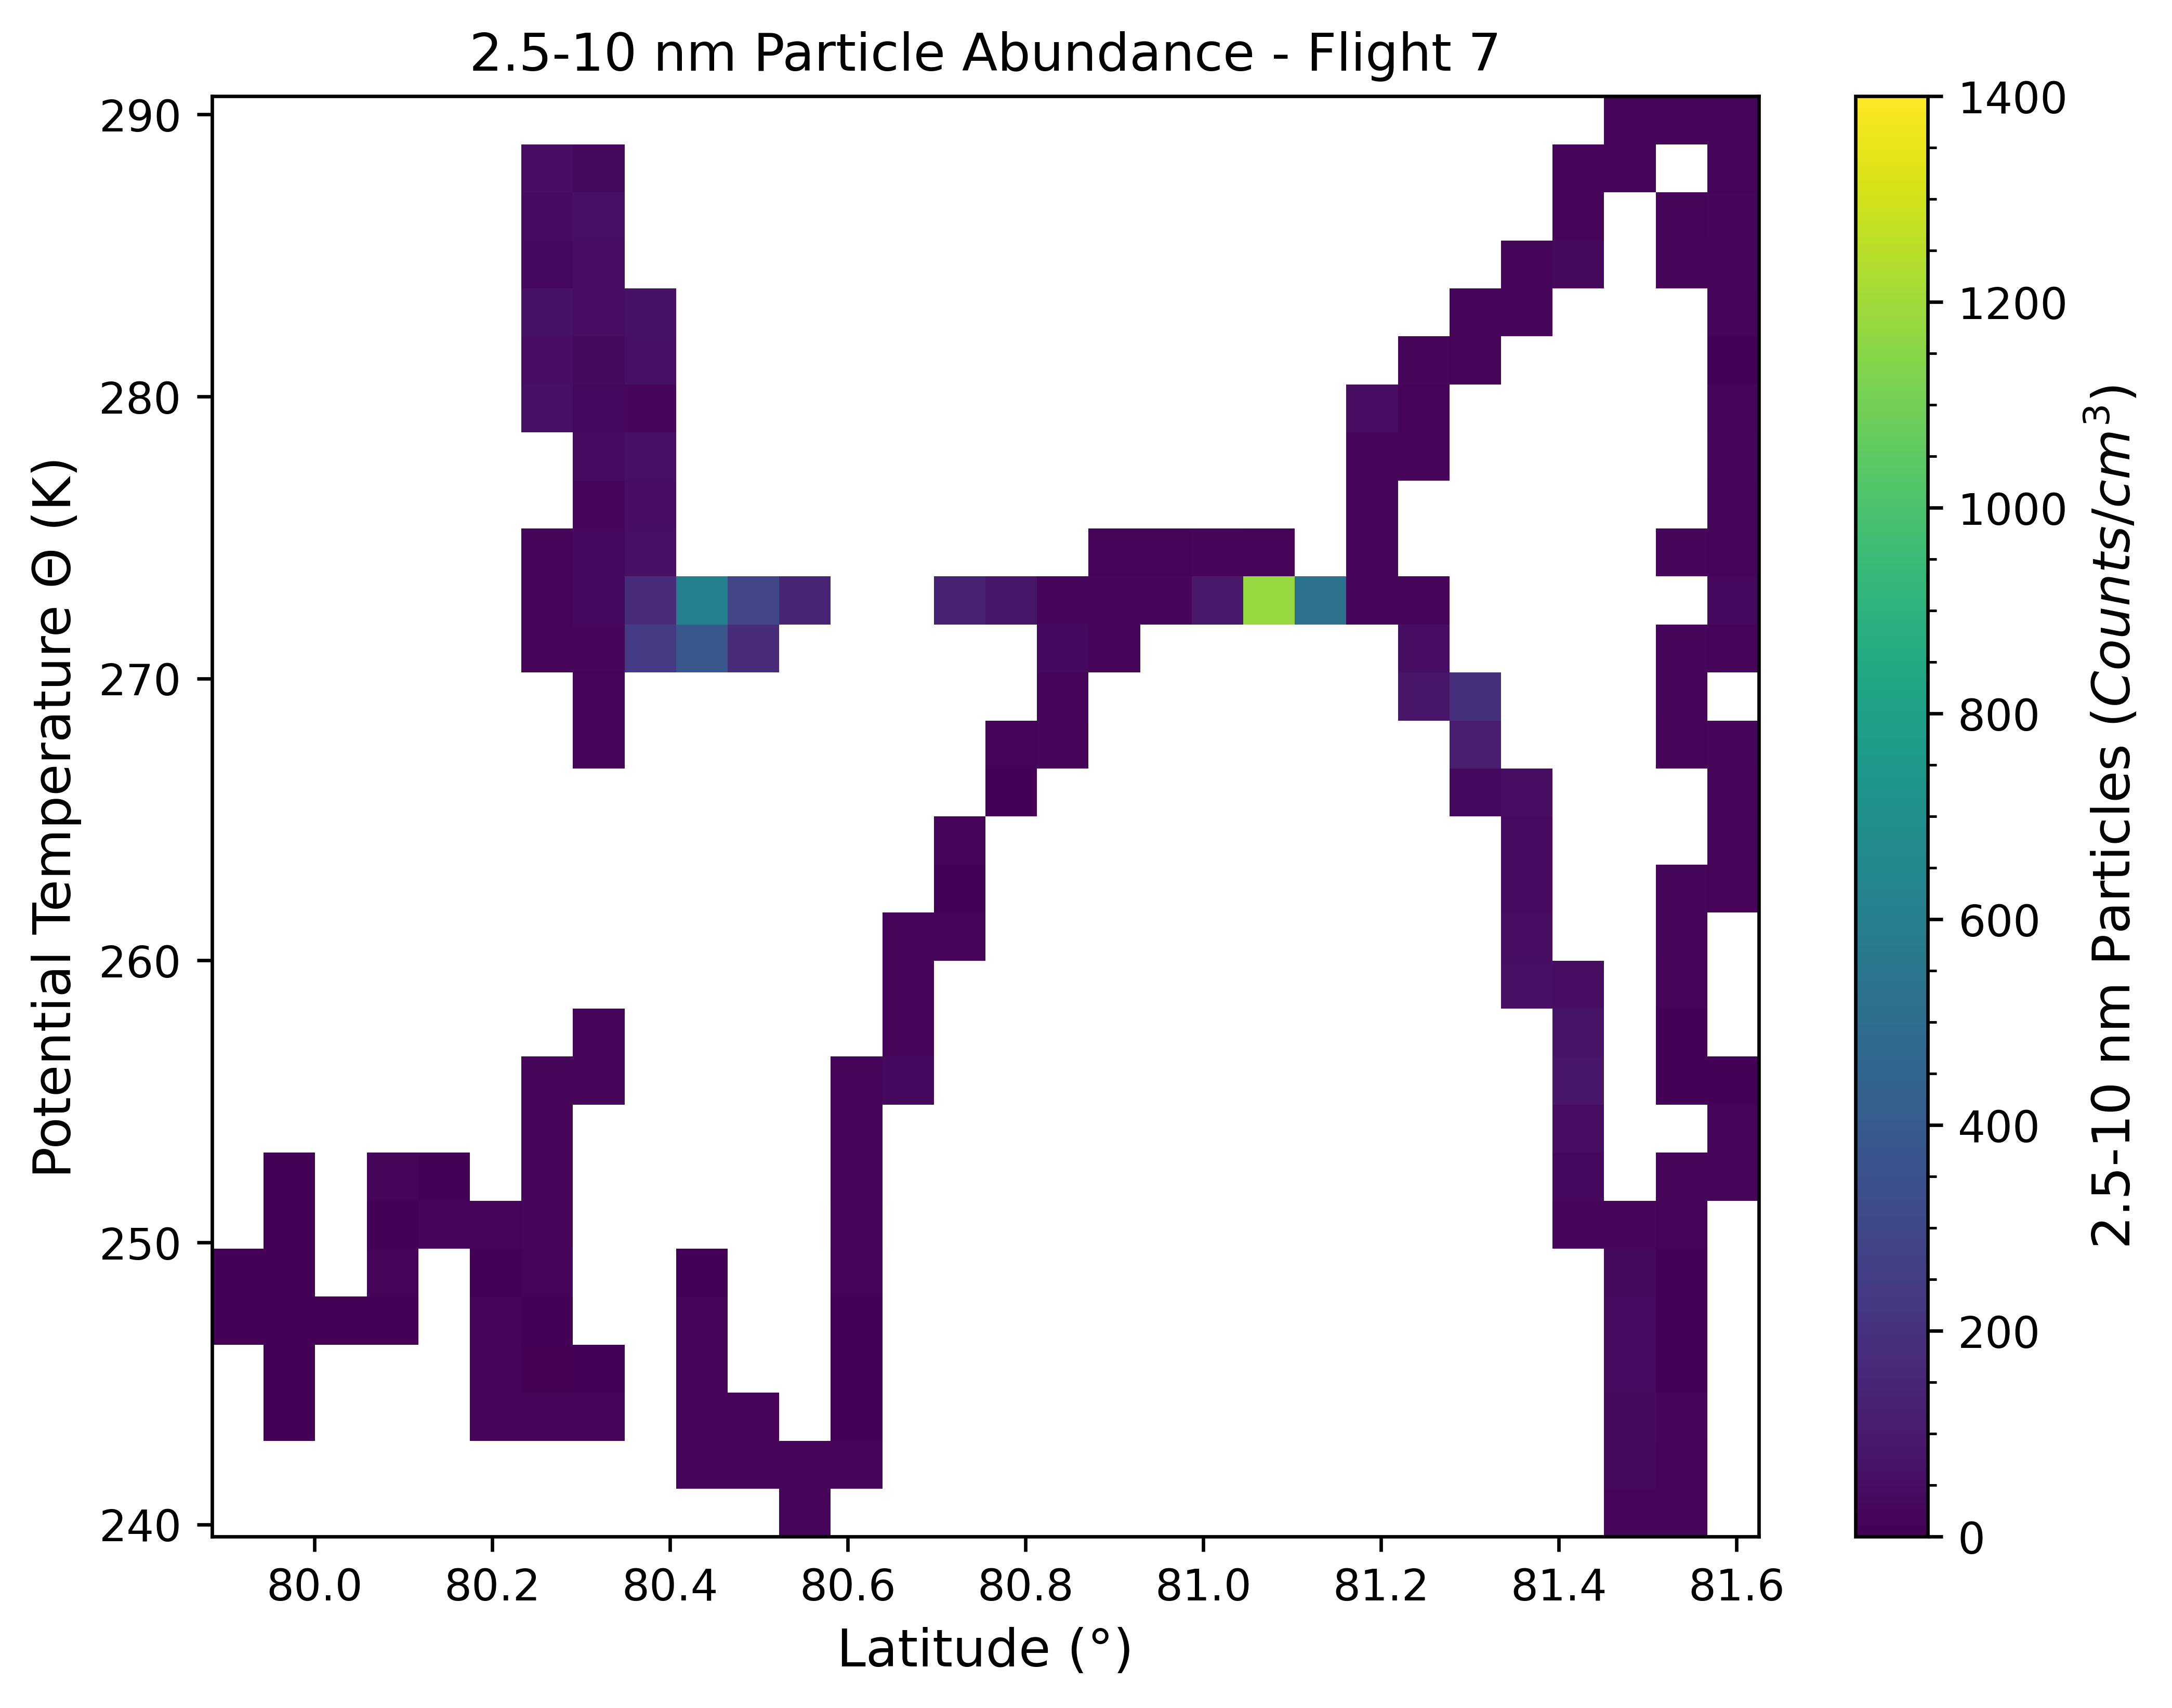 2.5-10 nm Particle Abundance - Flight 7
290
280
270
260
250
240
Potential Temperature Θ (K)
80.0 80.2 80.4 80.6 80.8 81.0 81.2 81.4 81.6
Latitude (°)
1400
1200
1000
800
600
400
200
0
2.5-10 nm Particles (Counts/cm³)